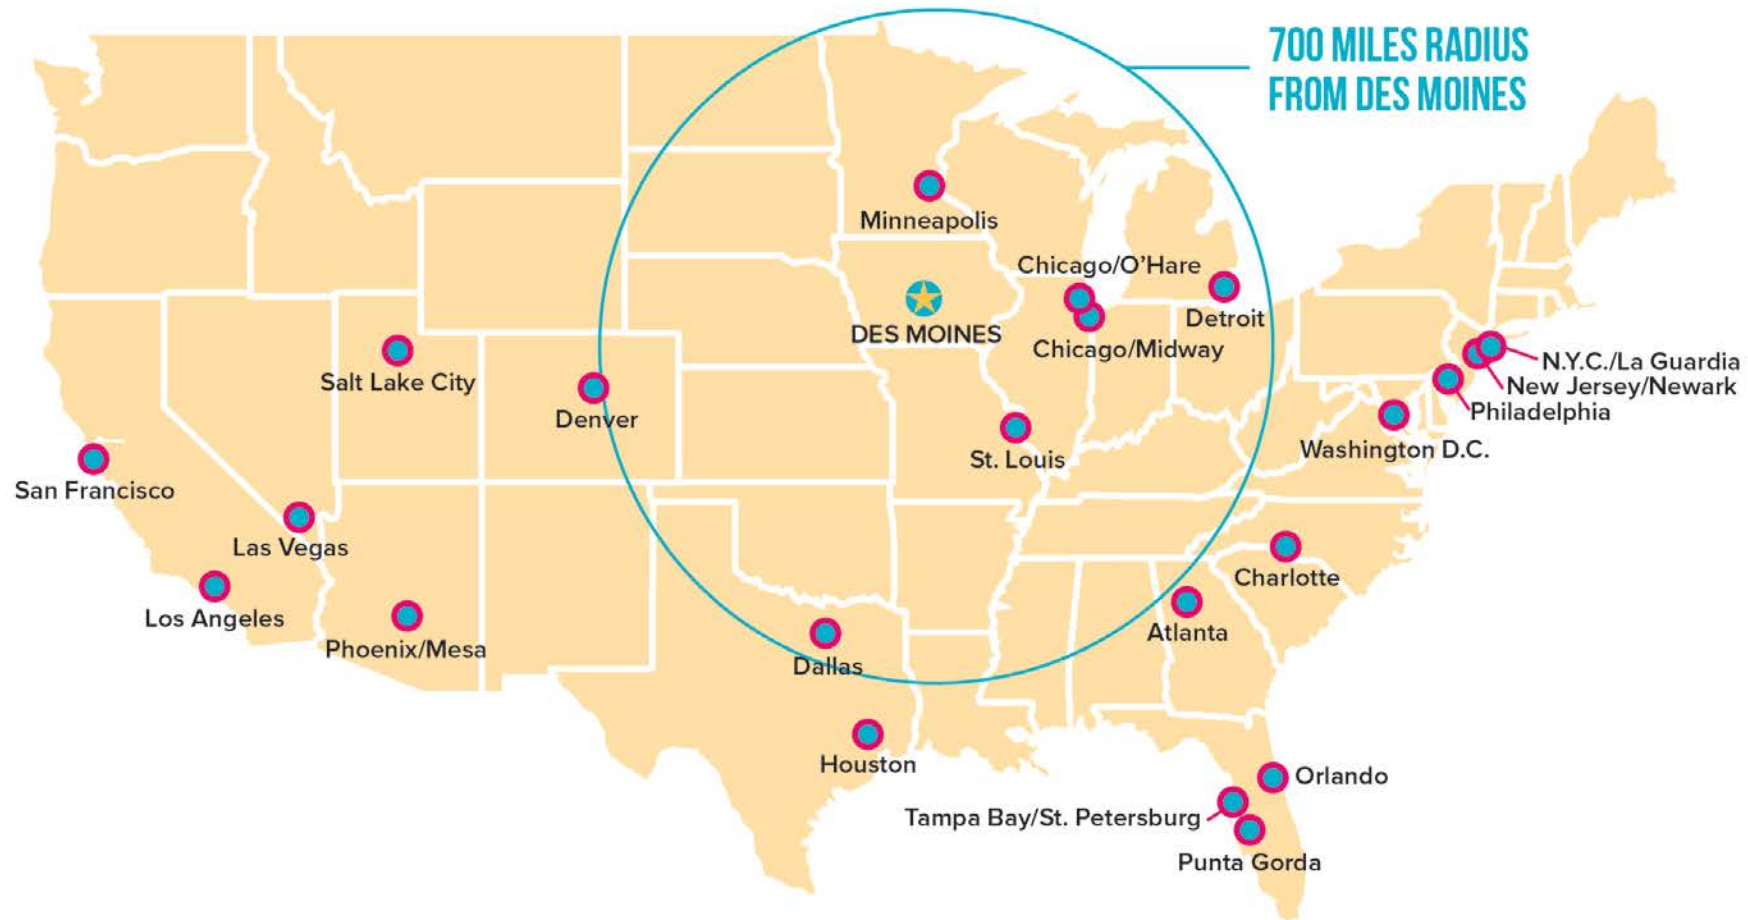 700 MILES RADIUS
FROM DES MOINES
Minneapolis
Chicago/O'Hare
Detroit
DES MOINES
Chicago/Midway
N.Y.C./La Guardia
Salt Lake City
New Jersey/Newark
Denver
Philadelphia
Washington D.C.
St. Louis
San Francisco
Las Vegas
Charlotte
Los Angeles
Atlanta
Phoenix/Mesa
Dallas
Houston
Orlando
Tampa Bay/St. Petersburg
Punta Gorda